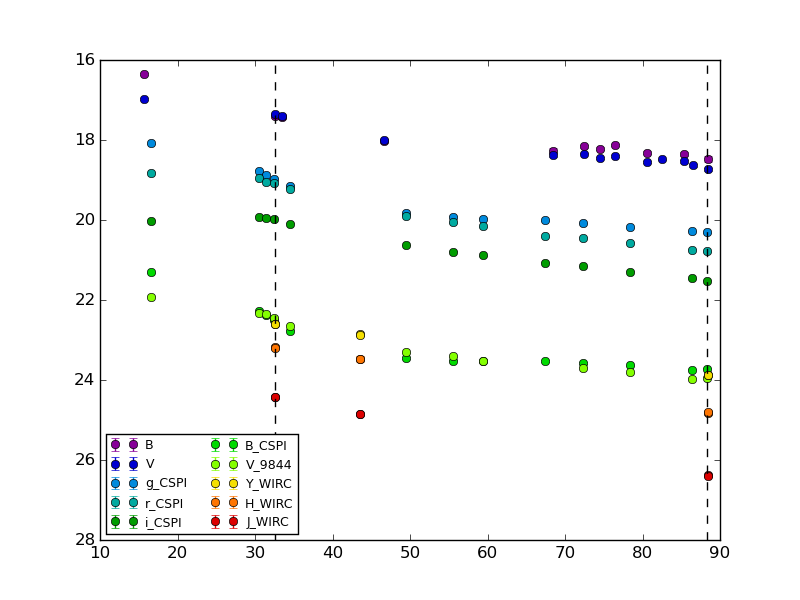 16
18
20
22
24
26
28
10 20 30 40 50 60 70 80 90
B
V
g_CSPI
r_CSPI
i_CSPI
B_CSPI
V_9844
Y_WIRC
H_WIRC
J_WIRC